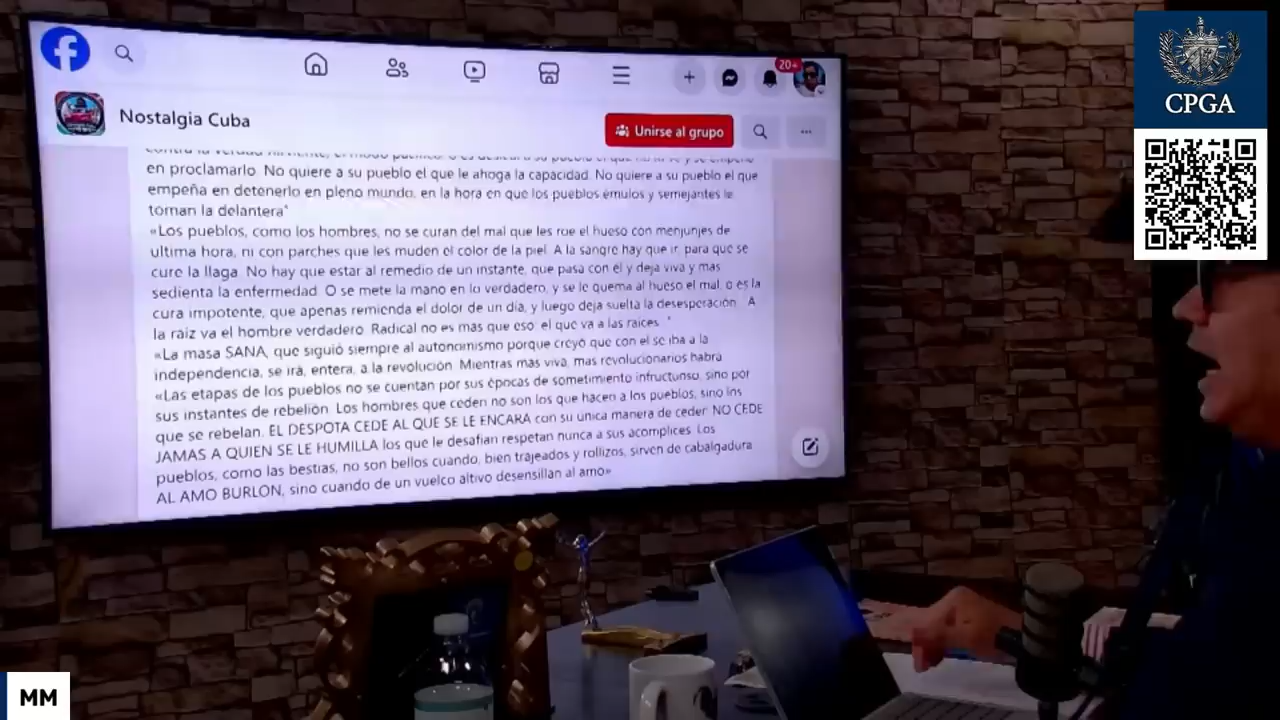 20+
Nostalgia Cuba
Unirse al grupo
en proclamarlo. No quiere a su pueblo el que le ahoga la capacidad. No quiere a su pueblo el que
empeña en detenerlo en pleno mundo, en la hora en que los pueblos émulos y semejantes le
toman la delantera"
«Los pueblos, como los hombres, no se curan del mal que les roe el hueso con menjunjes de
ultima hora, ni con parches que les muden el color de la piel. A la sangre hay que ir, para que se
cure la llaga. No hay que estar al remedio de un instante, que pasa con él y deja viva y mas
sedienta la enfermedad. O se mete la mano en lo verdadero, y se le quema al hueso el mal, o es la
cura impotente, que apenas remienda el dolor de un día, y luego deja suelta la desesperación. A
la raiz va el hombre verdadero. Radical no es mas que eso: el que va a las raices.
«La masa SANA, que siguió siempre al autonomismo porque creyó que con el se iba a la
independencia, se irá, entera, a la revolución. Mientras mas viva, mas revolucionarios habrá
«Las etapas de los pueblos no se cuentan por sus épocas de sometimiento infructunso, sino por
sus instantes de rebelión. Los hombres que ceden no son los que hacen a los pueblos, sino los
que se rebelan. EL DESPOTA CEDE AL QUE SE LE ENCARA con su única manera de ceder: NO CEDE
JAMAS A QUIEN SE LE HUMILLA los que le desafian respetan nunca a sus acomplices. Los
pueblos, como las bestias, no son bellos cuando, bien trajeados y rollizos, sirven de cabalgadura
AL AMO BURLON, sino cuando de un vuelco altivo desensillan al amo»
CPGA
MM